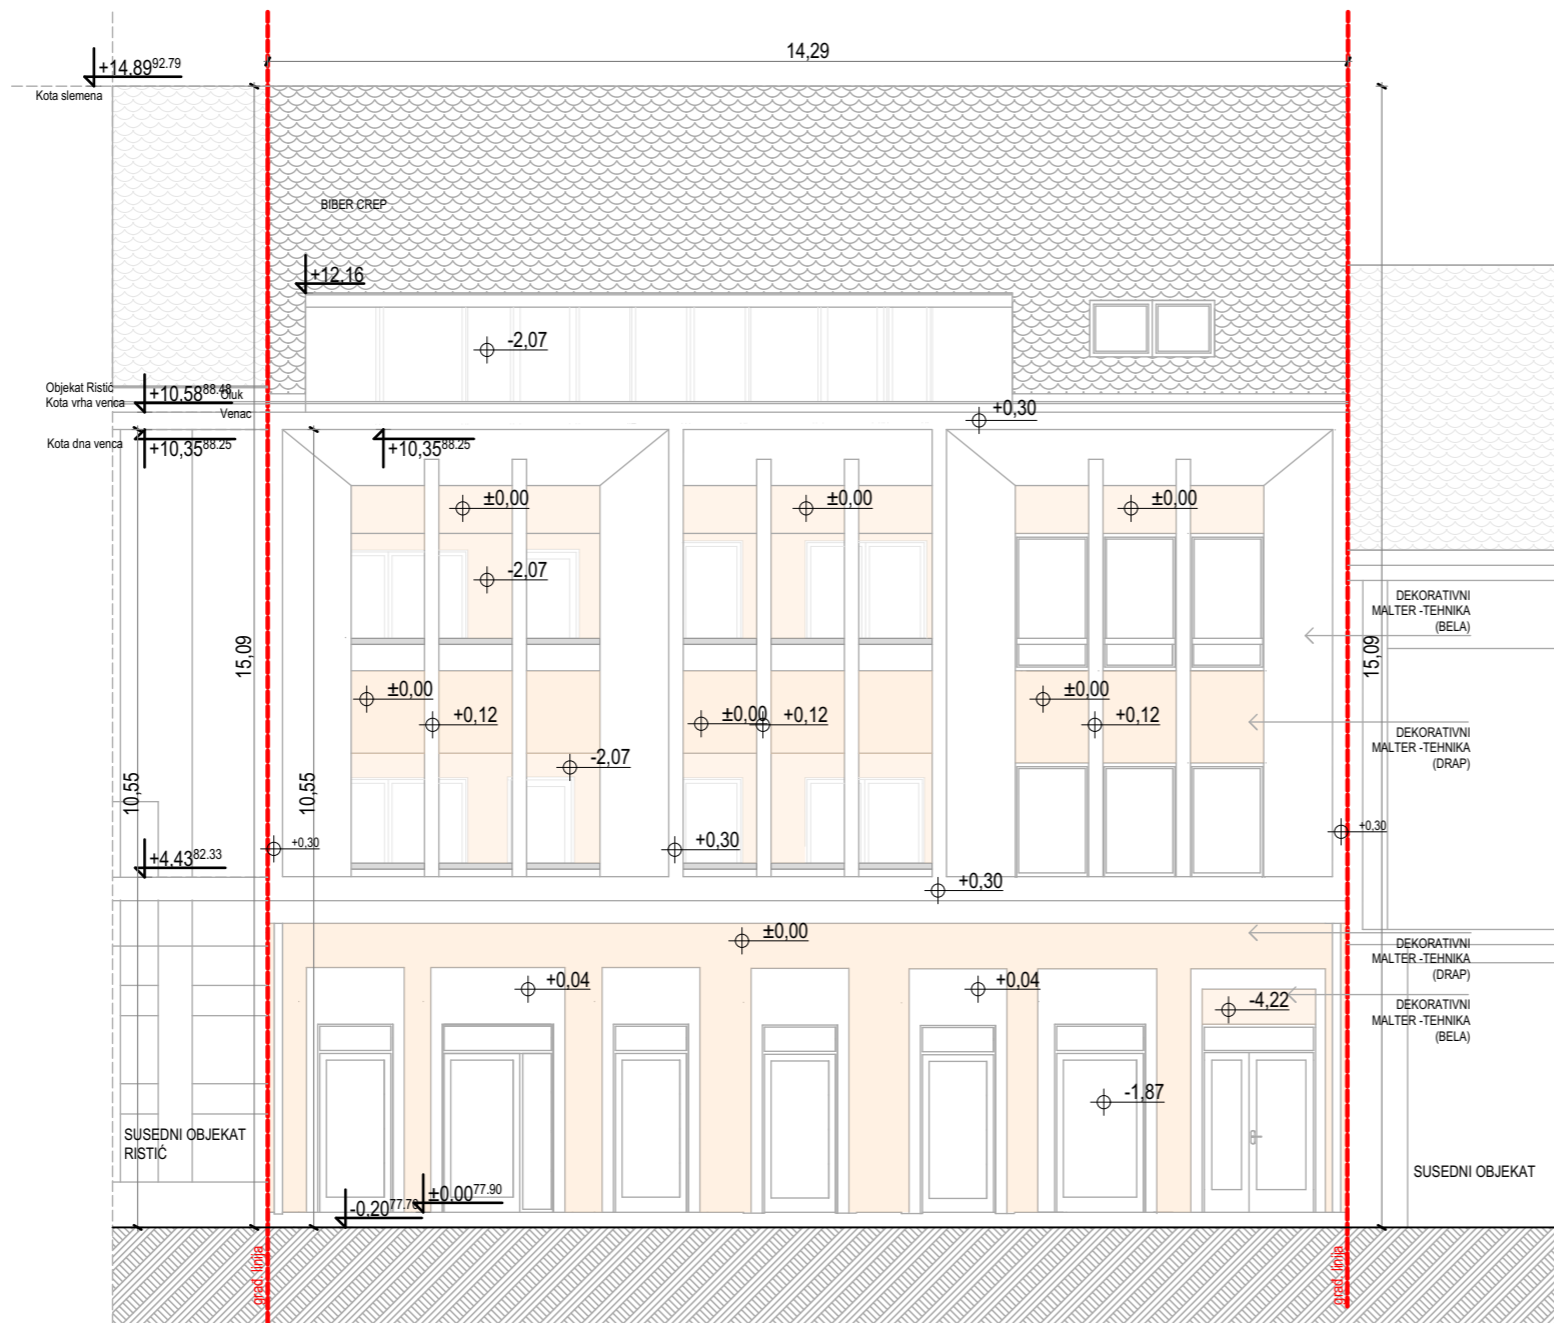 14,29
+14.89 92.79
Kota slemena
BIBER CREP
+12,16
-2,07
Objekat Ristić
Kota vrha venca
+10,58 88.48
Oluk
Venac
+0,30
Kota dna venca
+10,35 88.25
+10,35 88.25
±0,00
±0,00
±0,00
-2,07
DEKORATIVNI
MALTER -TEHNIKA
(BELA)
15,09
15,09
±0,00
+0,12
±0,00
+0,12
±0,00
+0,12
DEKORATIVNI
MALTER -TEHNIKA
(DRAP)
-2,07
10,55
10,55
+4,43 82.33
+0,30
+0,30
+0,30
+0,30
±0,00
DEKORATIVNI
MALTER -TEHNIKA
(DRAP)
+0,04
+0,04
-4,22
DEKORATIVNI
MALTER -TEHNIKA
(BELA)
-1,87
SUSEDNI OBJEKAT
RISTIĆ
SUSEDNI OBJEKAT
±0,00 77.90
-0,20 77.70
građ. linija
građ. linija